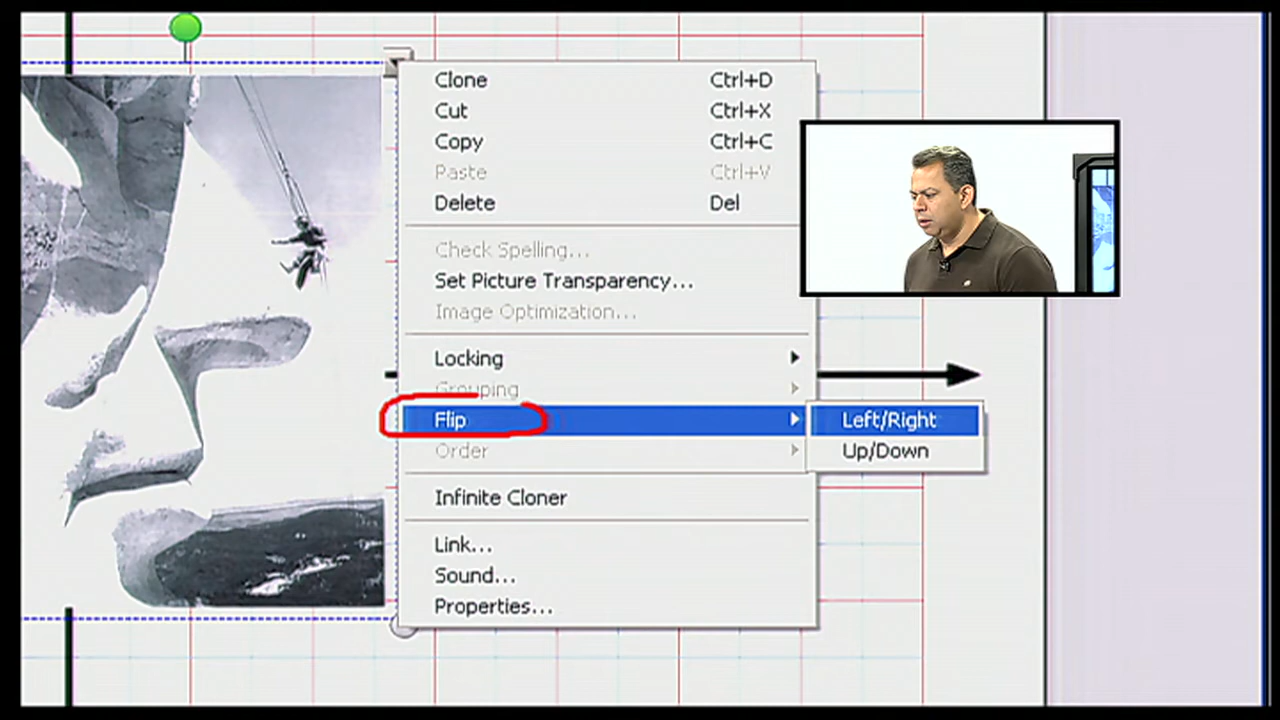 Clone Ctrl+D
Cut Ctrl+X
Copy Ctrl+C
Paste Ctrl+V
Delete Del
Check Spelling...
Set Picture Transparency...
Image Optimization...
Locking
Grouping
Flip Left/Right
Order Up/Down
Infinite Cloner
Link...
Sound...
Properties...